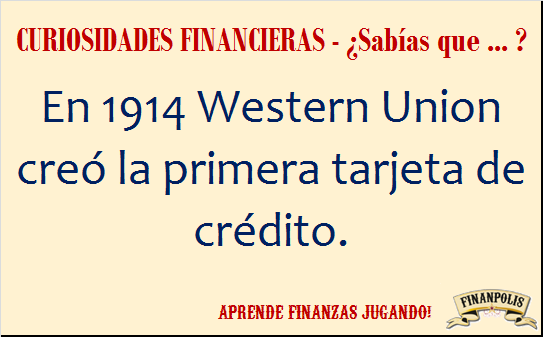 CURIOSIDADES FINANCIERAS - ¿Sabías que ... ?
En 1914 Western Union
creó la primera tarjeta de
crédito.
APRENDE FINANZAS JUGANDO!
FINANPOLIS